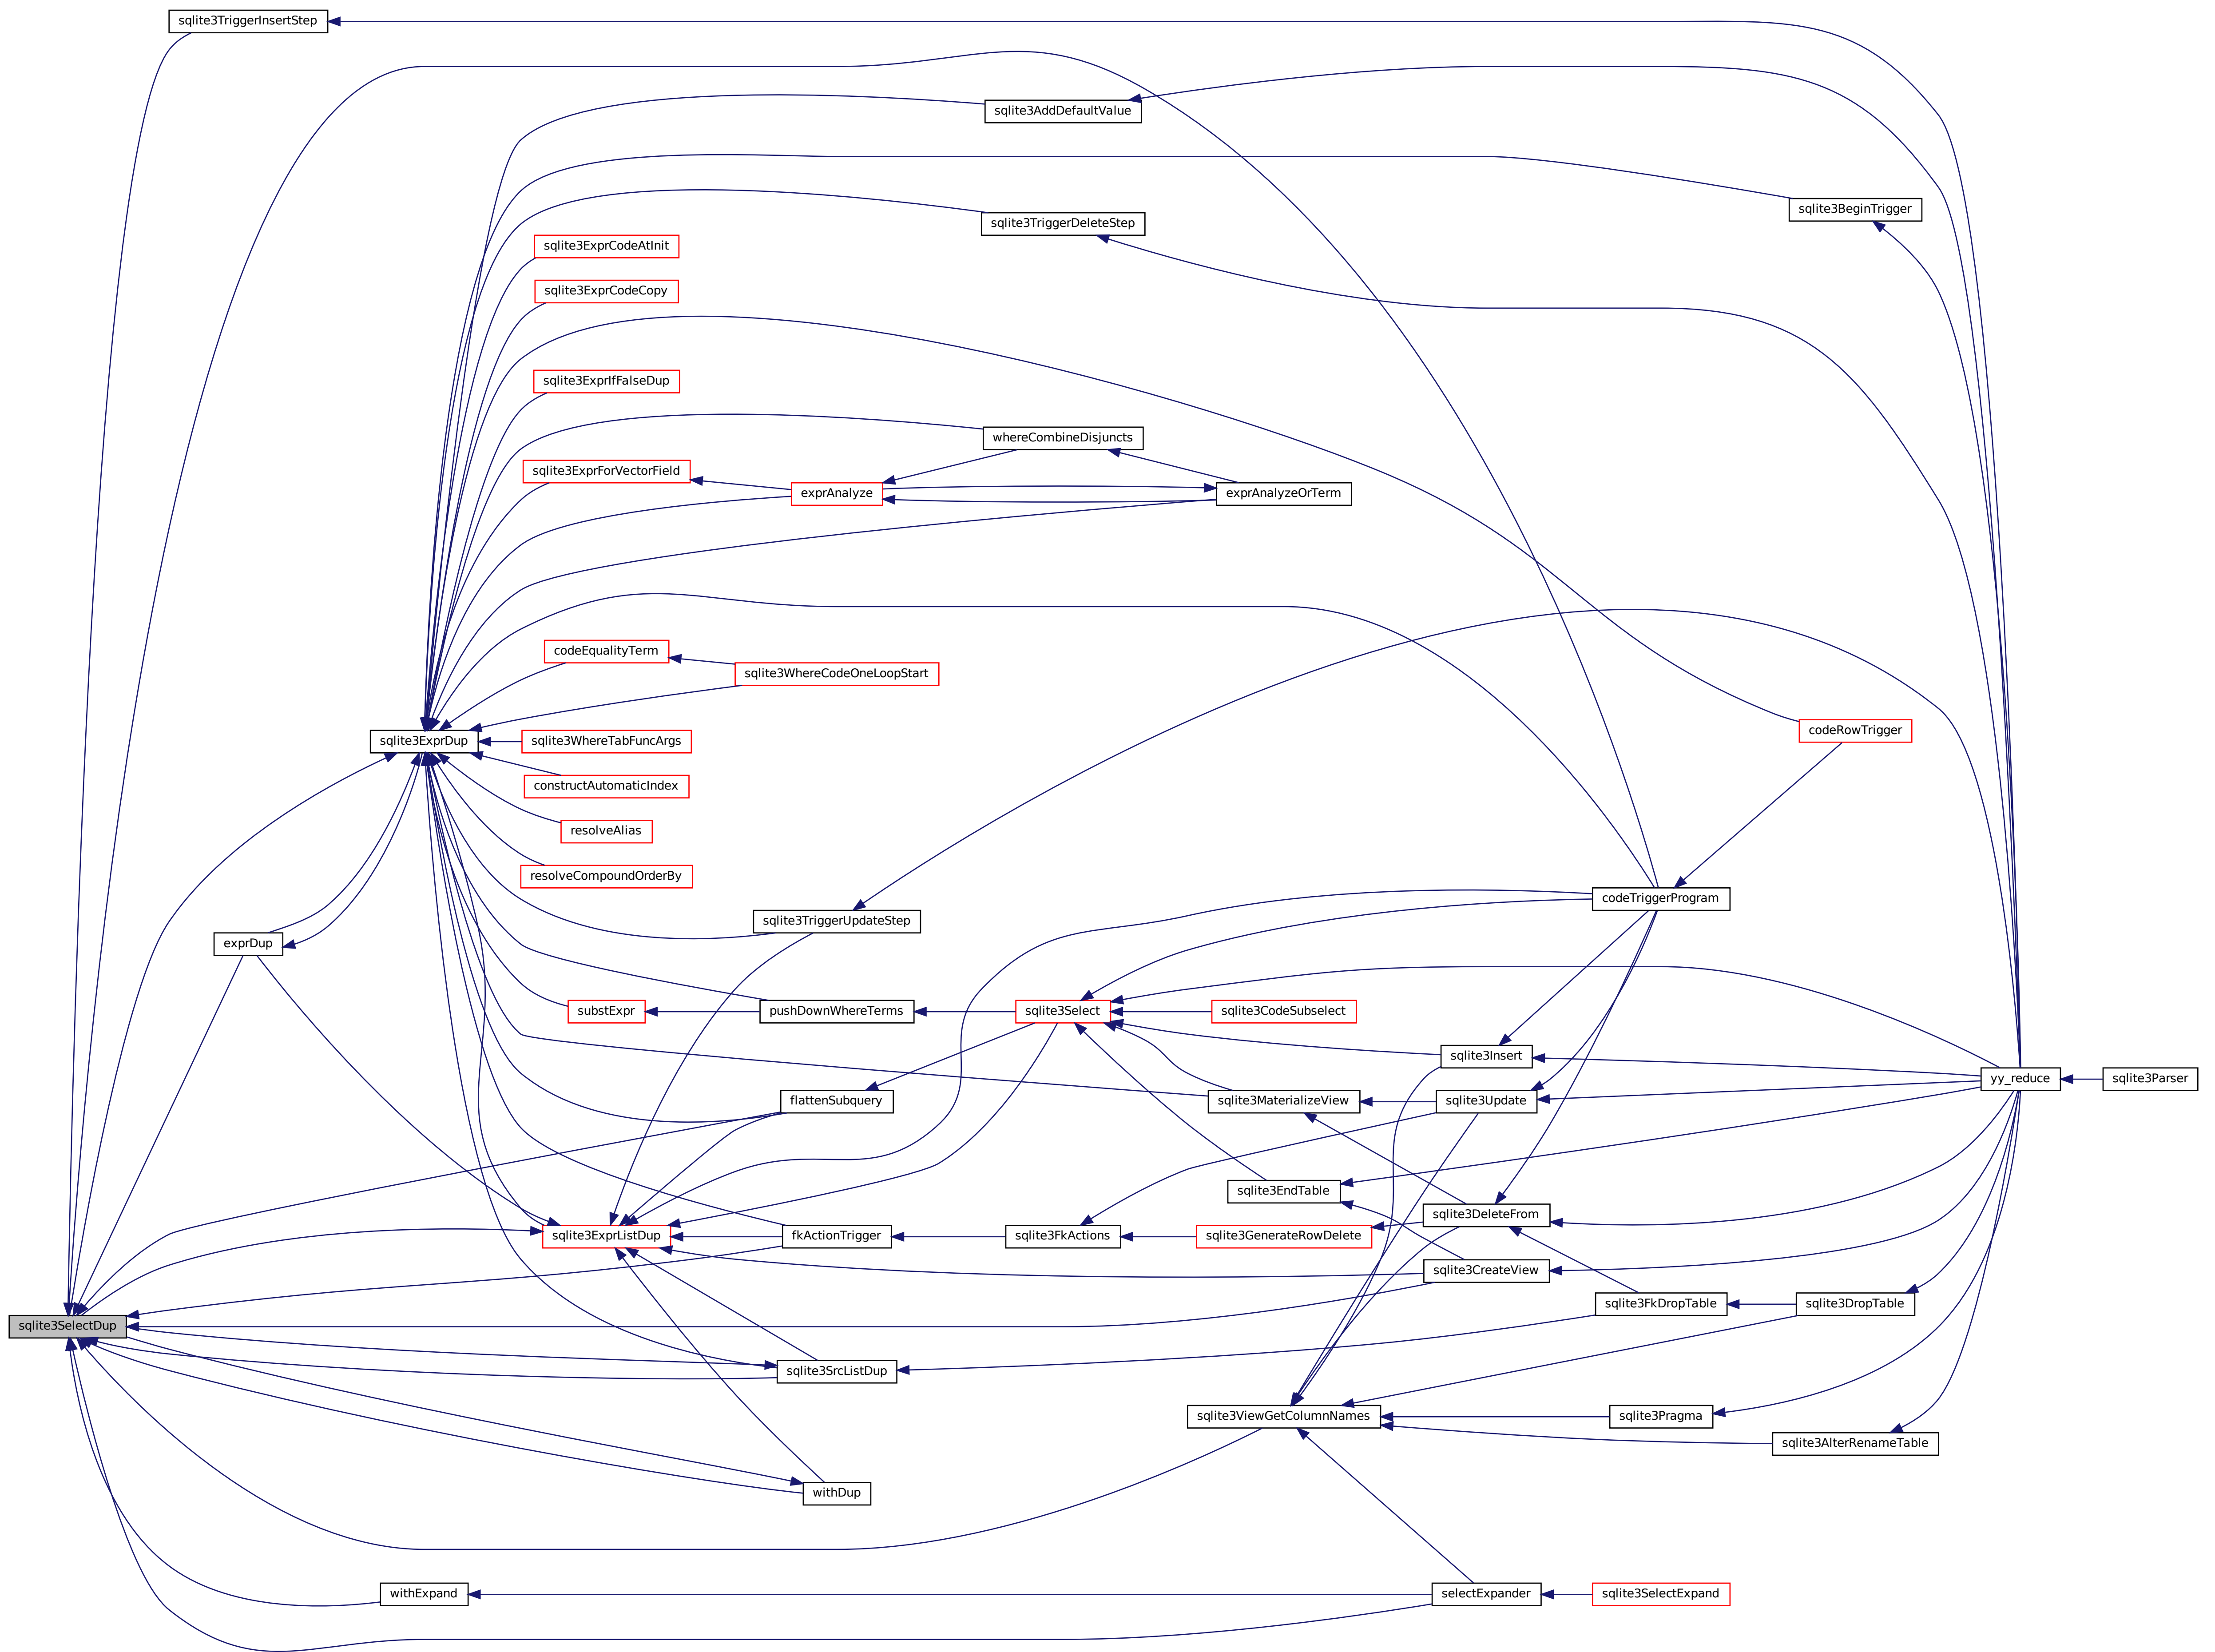 sqlite3TriggerInsertStep
sqlite3AddDefaultValue
sqlite3BeginTrigger
sqlite3TriggerDeleteStep
sqlite3ExprCodeAtInit
sqlite3ExprCodeCopy
sqlite3ExprIfFalseDup
whereCombineDisjuncts
sqlite3ExprForVectorField
exprAnalyze
exprAnalyzeOrTerm
codeEqualityTerm
sqlite3WhereCodeOneLoopStart
codeRowTrigger
sqlite3ExprDup
sqlite3WhereTabFuncArgs
constructAutomaticIndex
resolveAlias
resolveCompoundOrderBy
codeTriggerProgram
sqlite3TriggerUpdateStep
exprDup
substExpr
pushDownWhereTerms
sqlite3Select
sqlite3CodeSubselect
sqlite3Insert
yy_reduce
sqlite3Parser
flattenSubquery
sqlite3MaterializeView
sqlite3Update
sqlite3EndTable
sqlite3DeleteFrom
sqlite3ExprListDup
fkActionTrigger
sqlite3FkActions
sqlite3GenerateRowDelete
sqlite3CreateView
sqlite3FkDropTable
sqlite3DropTable
sqlite3SelectDup
sqlite3SrcListDup
sqlite3ViewGetColumnNames
sqlite3Pragma
sqlite3AlterRenameTable
withDup
withExpand
selectExpander
sqlite3SelectExpand